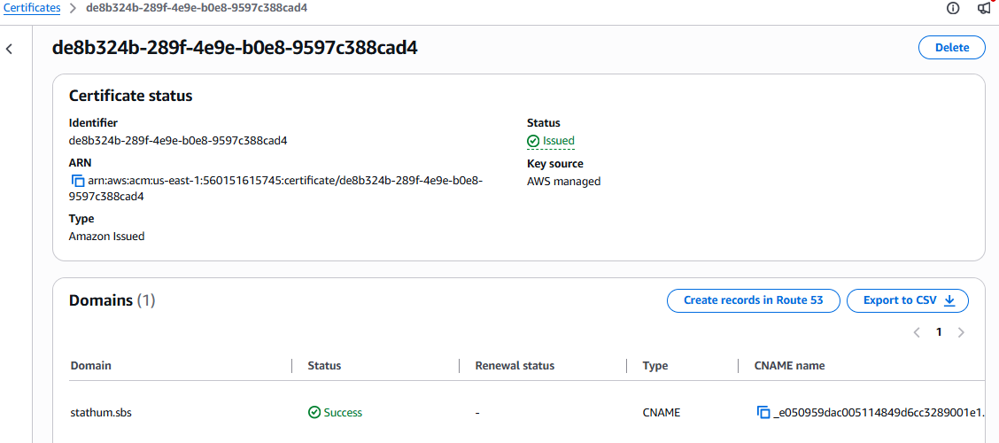 Certificates > de8b324b-289f-4e9e-b0e8-9597c388cad4
de8b324b-289f-4e9e-b0e8-9597c388cad4
Delete
Certificate status
Identifier
de8b324b-289f-4e9e-b0e8-9597c388cad4
Status
Issued
ARN
arn:aws:acm:us-east-1:560151615745:certificate/de8b324b-289f-4e9e-b0e8-
9597c388cad4
Key source
AWS managed
Type
Amazon Issued
Domains (1)
Create records in Route 53
Export to CSV
1
Domain Status Renewal status Type CNAME name
stathum.sbs Success - CNAME _e050959dac005114849d6cc3289001e1.